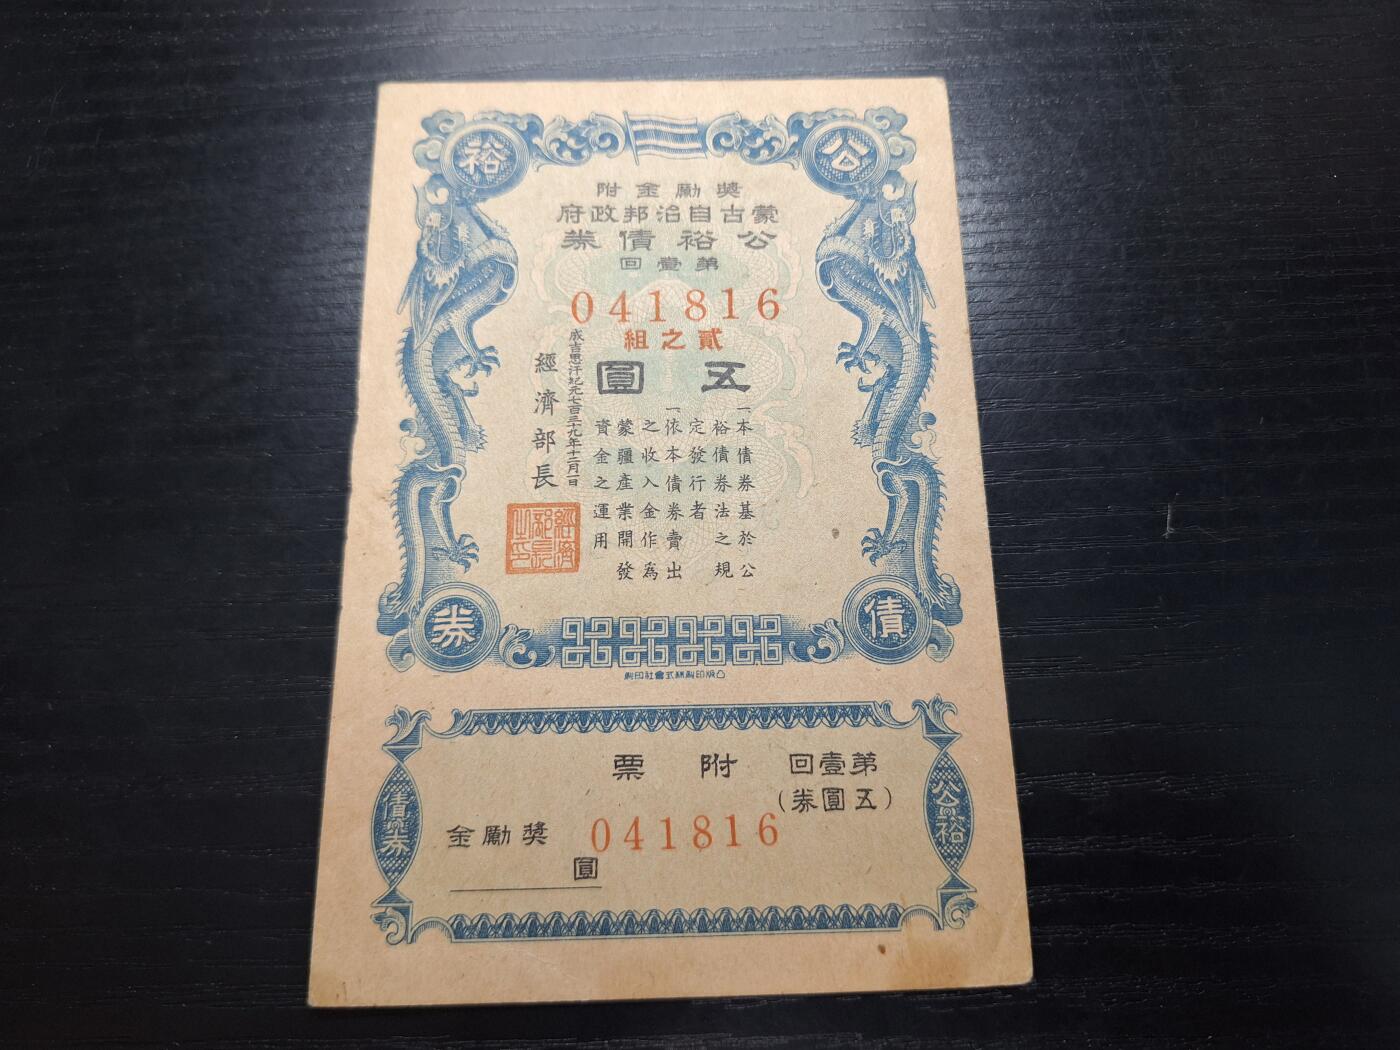 公裕
獎勵金附
蒙古自治邦政府
公裕債券
第壹回
041816
貳之組
五圓
一本債券基於公
裕債券法之規
定發行者
一依本債券賣出
之收入金作為
蒙疆產業開發
資金之運用
成吉思汗紀元七百三十九年十二月一日
經濟部長
經濟部長之印
債券
凸版印刷株式會社印刷
第壹回
附票
(五圓券)
公裕
債券
041816
獎勵金
圓